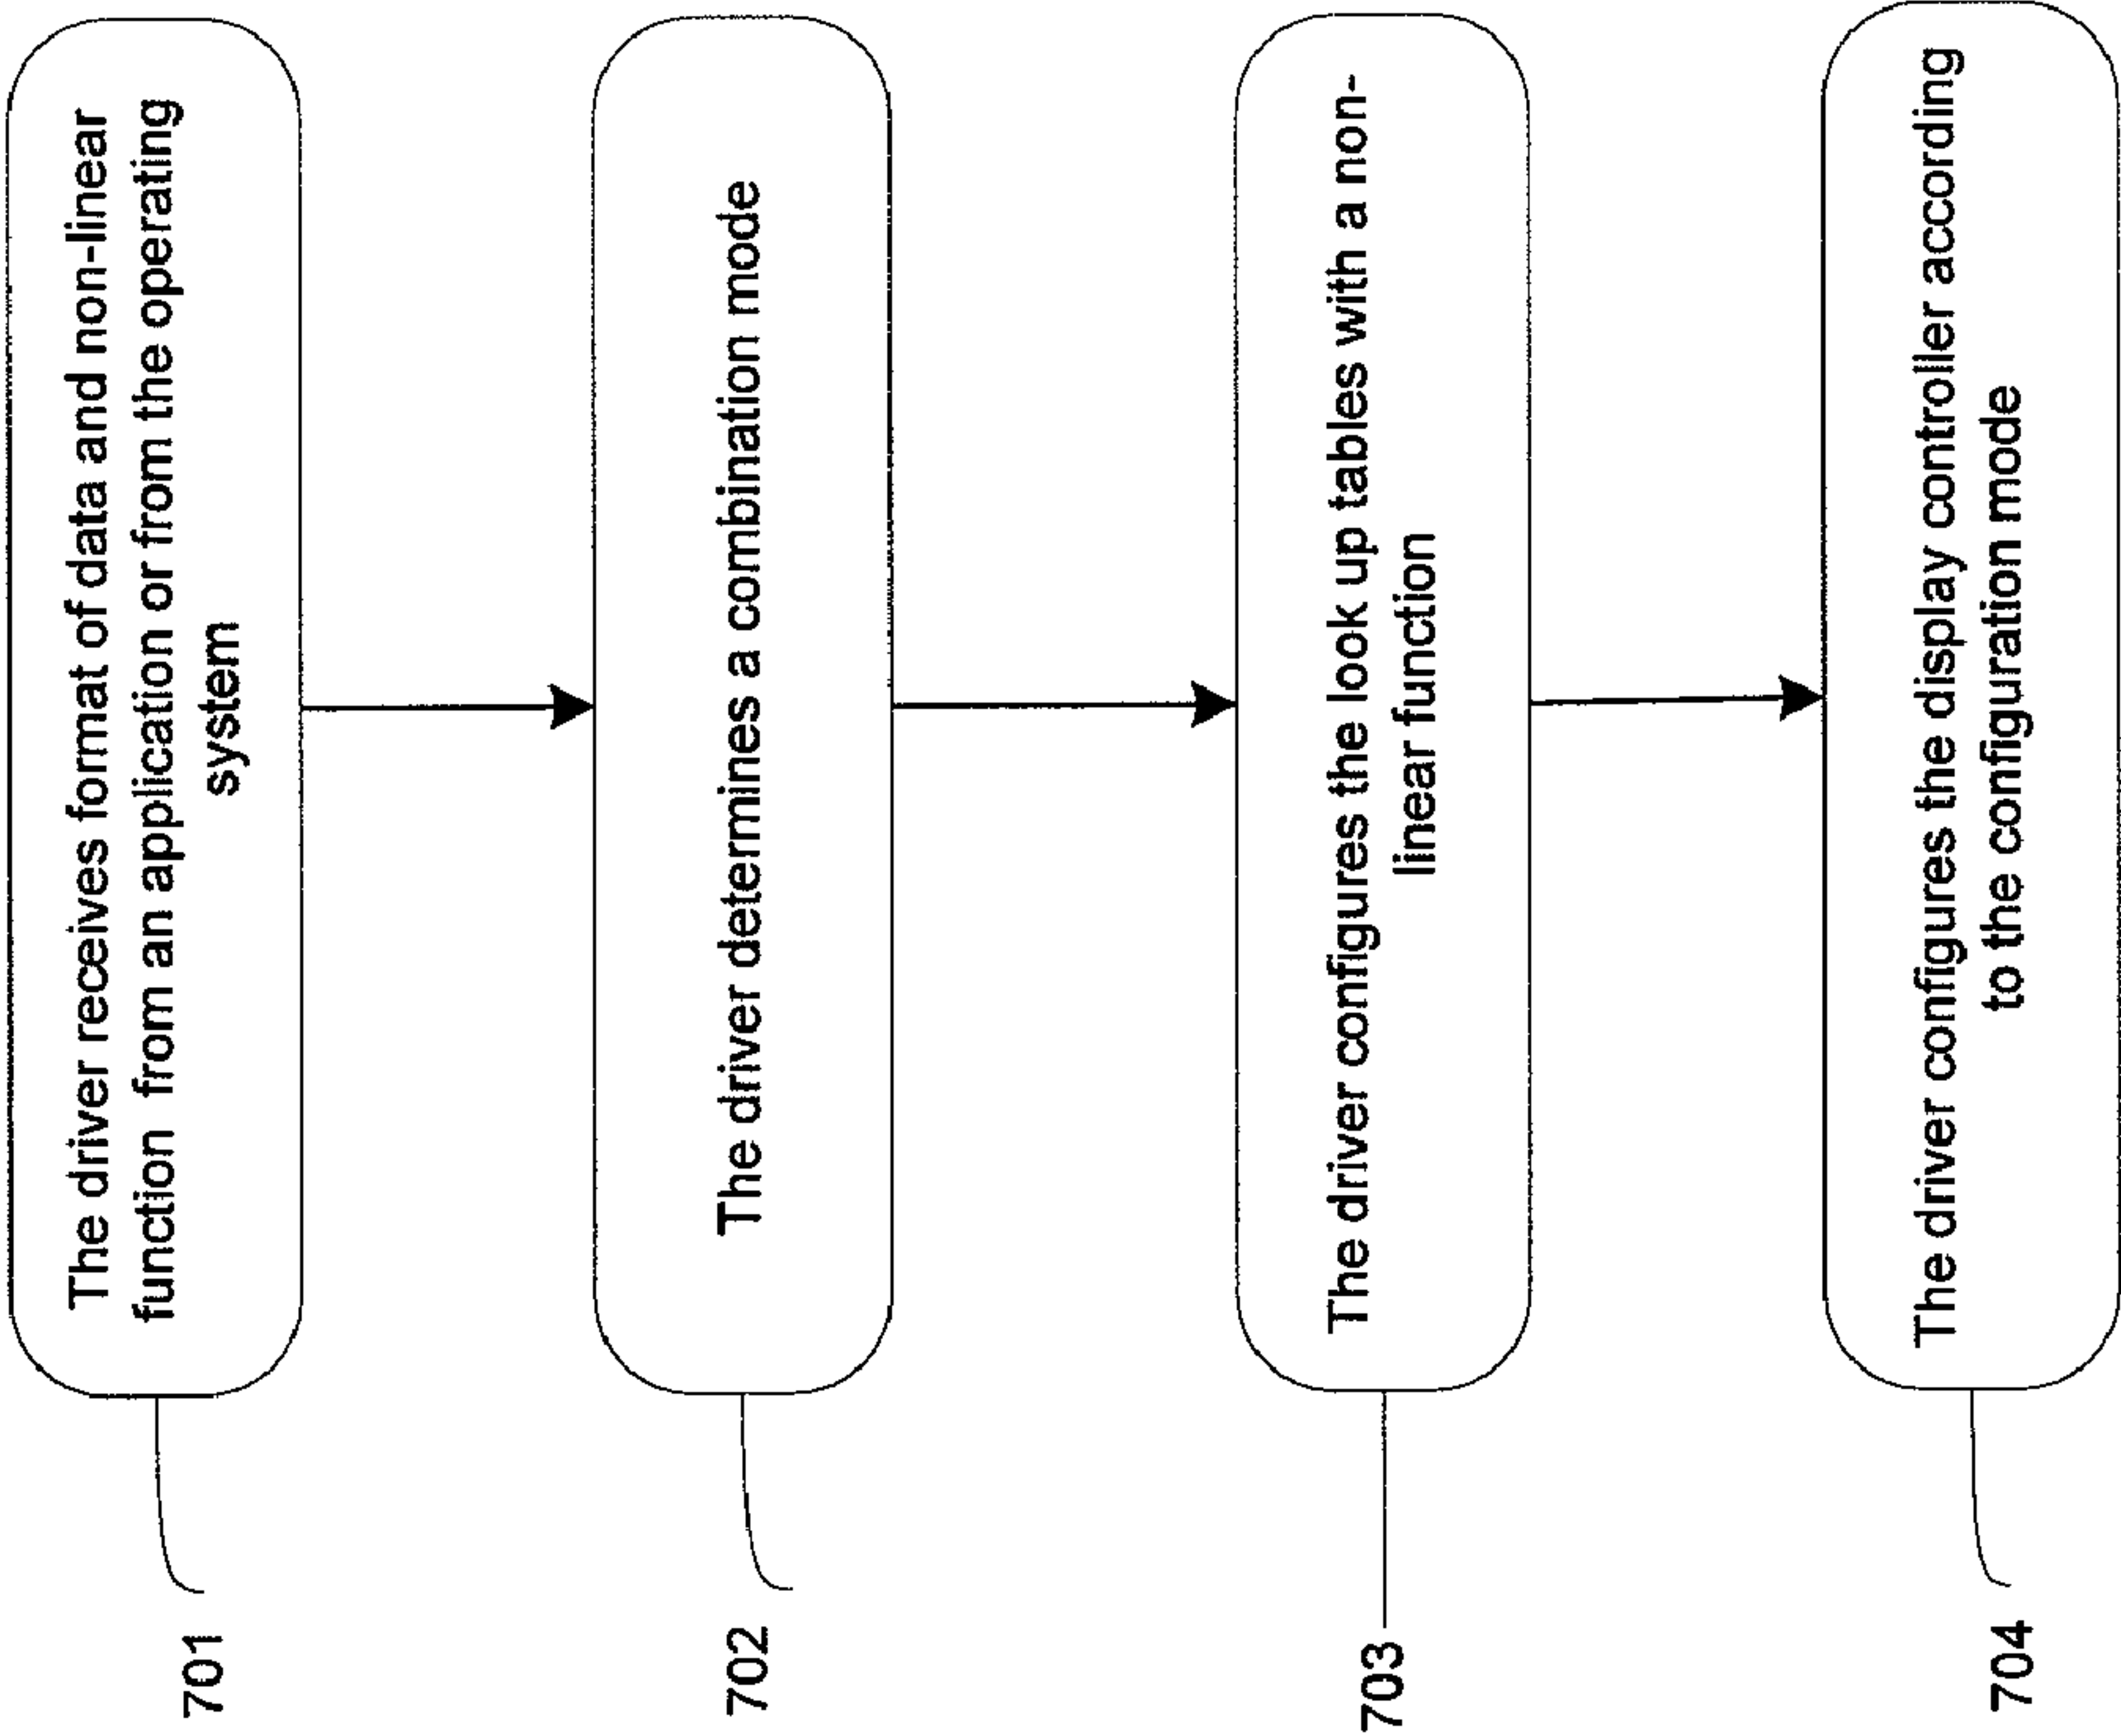 701
The driver receives format of data and non-linear
function from an application or from the operating
system
702
The driver determines a combination mode
703
The driver configures the look up tables with a non-
linear function
704
The driver configures the display controller according
to the configuration mode